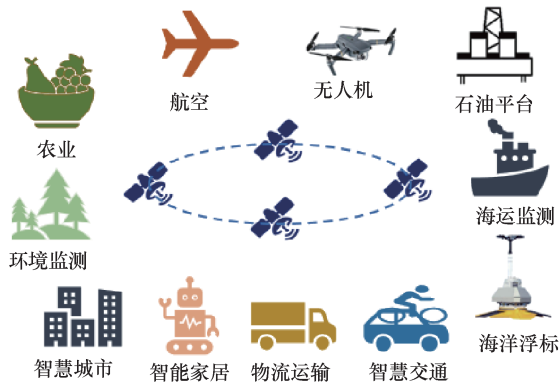 航空
无人机
石油平台
农业
海运监测
环境监测
海洋浮标
智慧城市
智能家居
物流运输
智慧交通